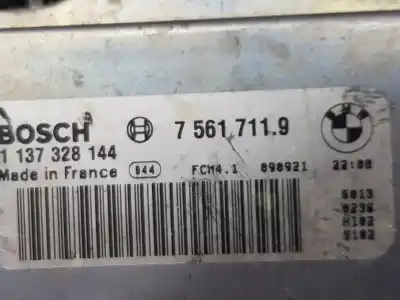 BOSCH 7 561 711.9
1 137 328 144
Made in France 944 FCM4.1 090921 22:08
6013
0236
H102
S102